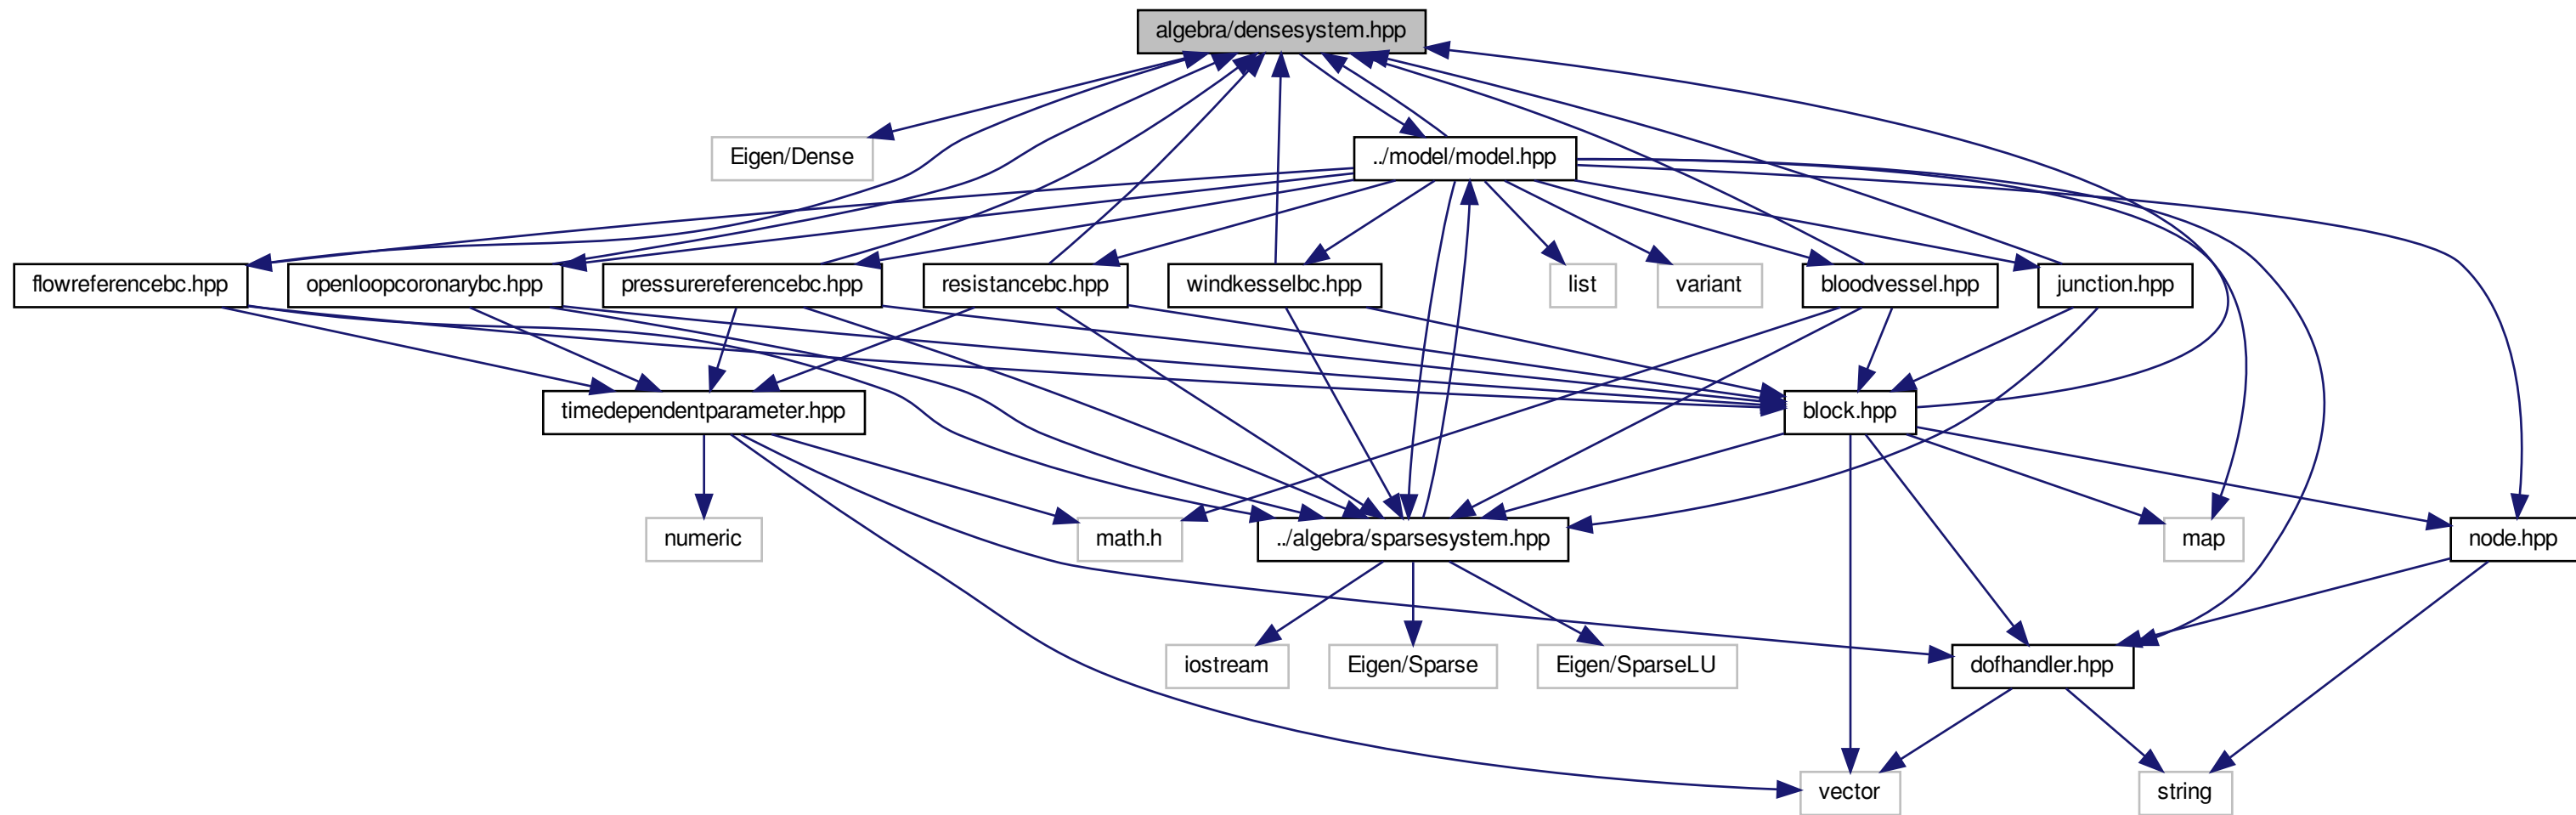 algebra/densesystem.hpp
Eigen/Dense
../model/model.hpp
flowreferencebc.hpp
openloopcoronarybc.hpp
pressurereferencebc.hpp
resistancebc.hpp
windkesselbc.hpp
list
variant
bloodvessel.hpp
junction.hpp
timedependentparameter.hpp
block.hpp
numeric
math.h
../algebra/sparsesystem.hpp
map
node.hpp
iostream
Eigen/Sparse
Eigen/SparseLU
dofhandler.hpp
vector
string